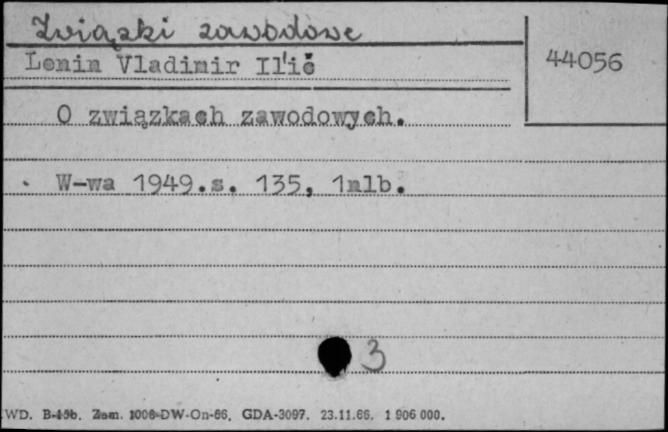 Związki zawodowe
Lenin Vladimir Il'ič
44056
O związkach zawodowych.
W-wa 1949.s. 135, 1nlb.
3
WD. B-45b. Zam. 1006-DW-On-66. GDA-3097. 23.11.66. 1 906 000.